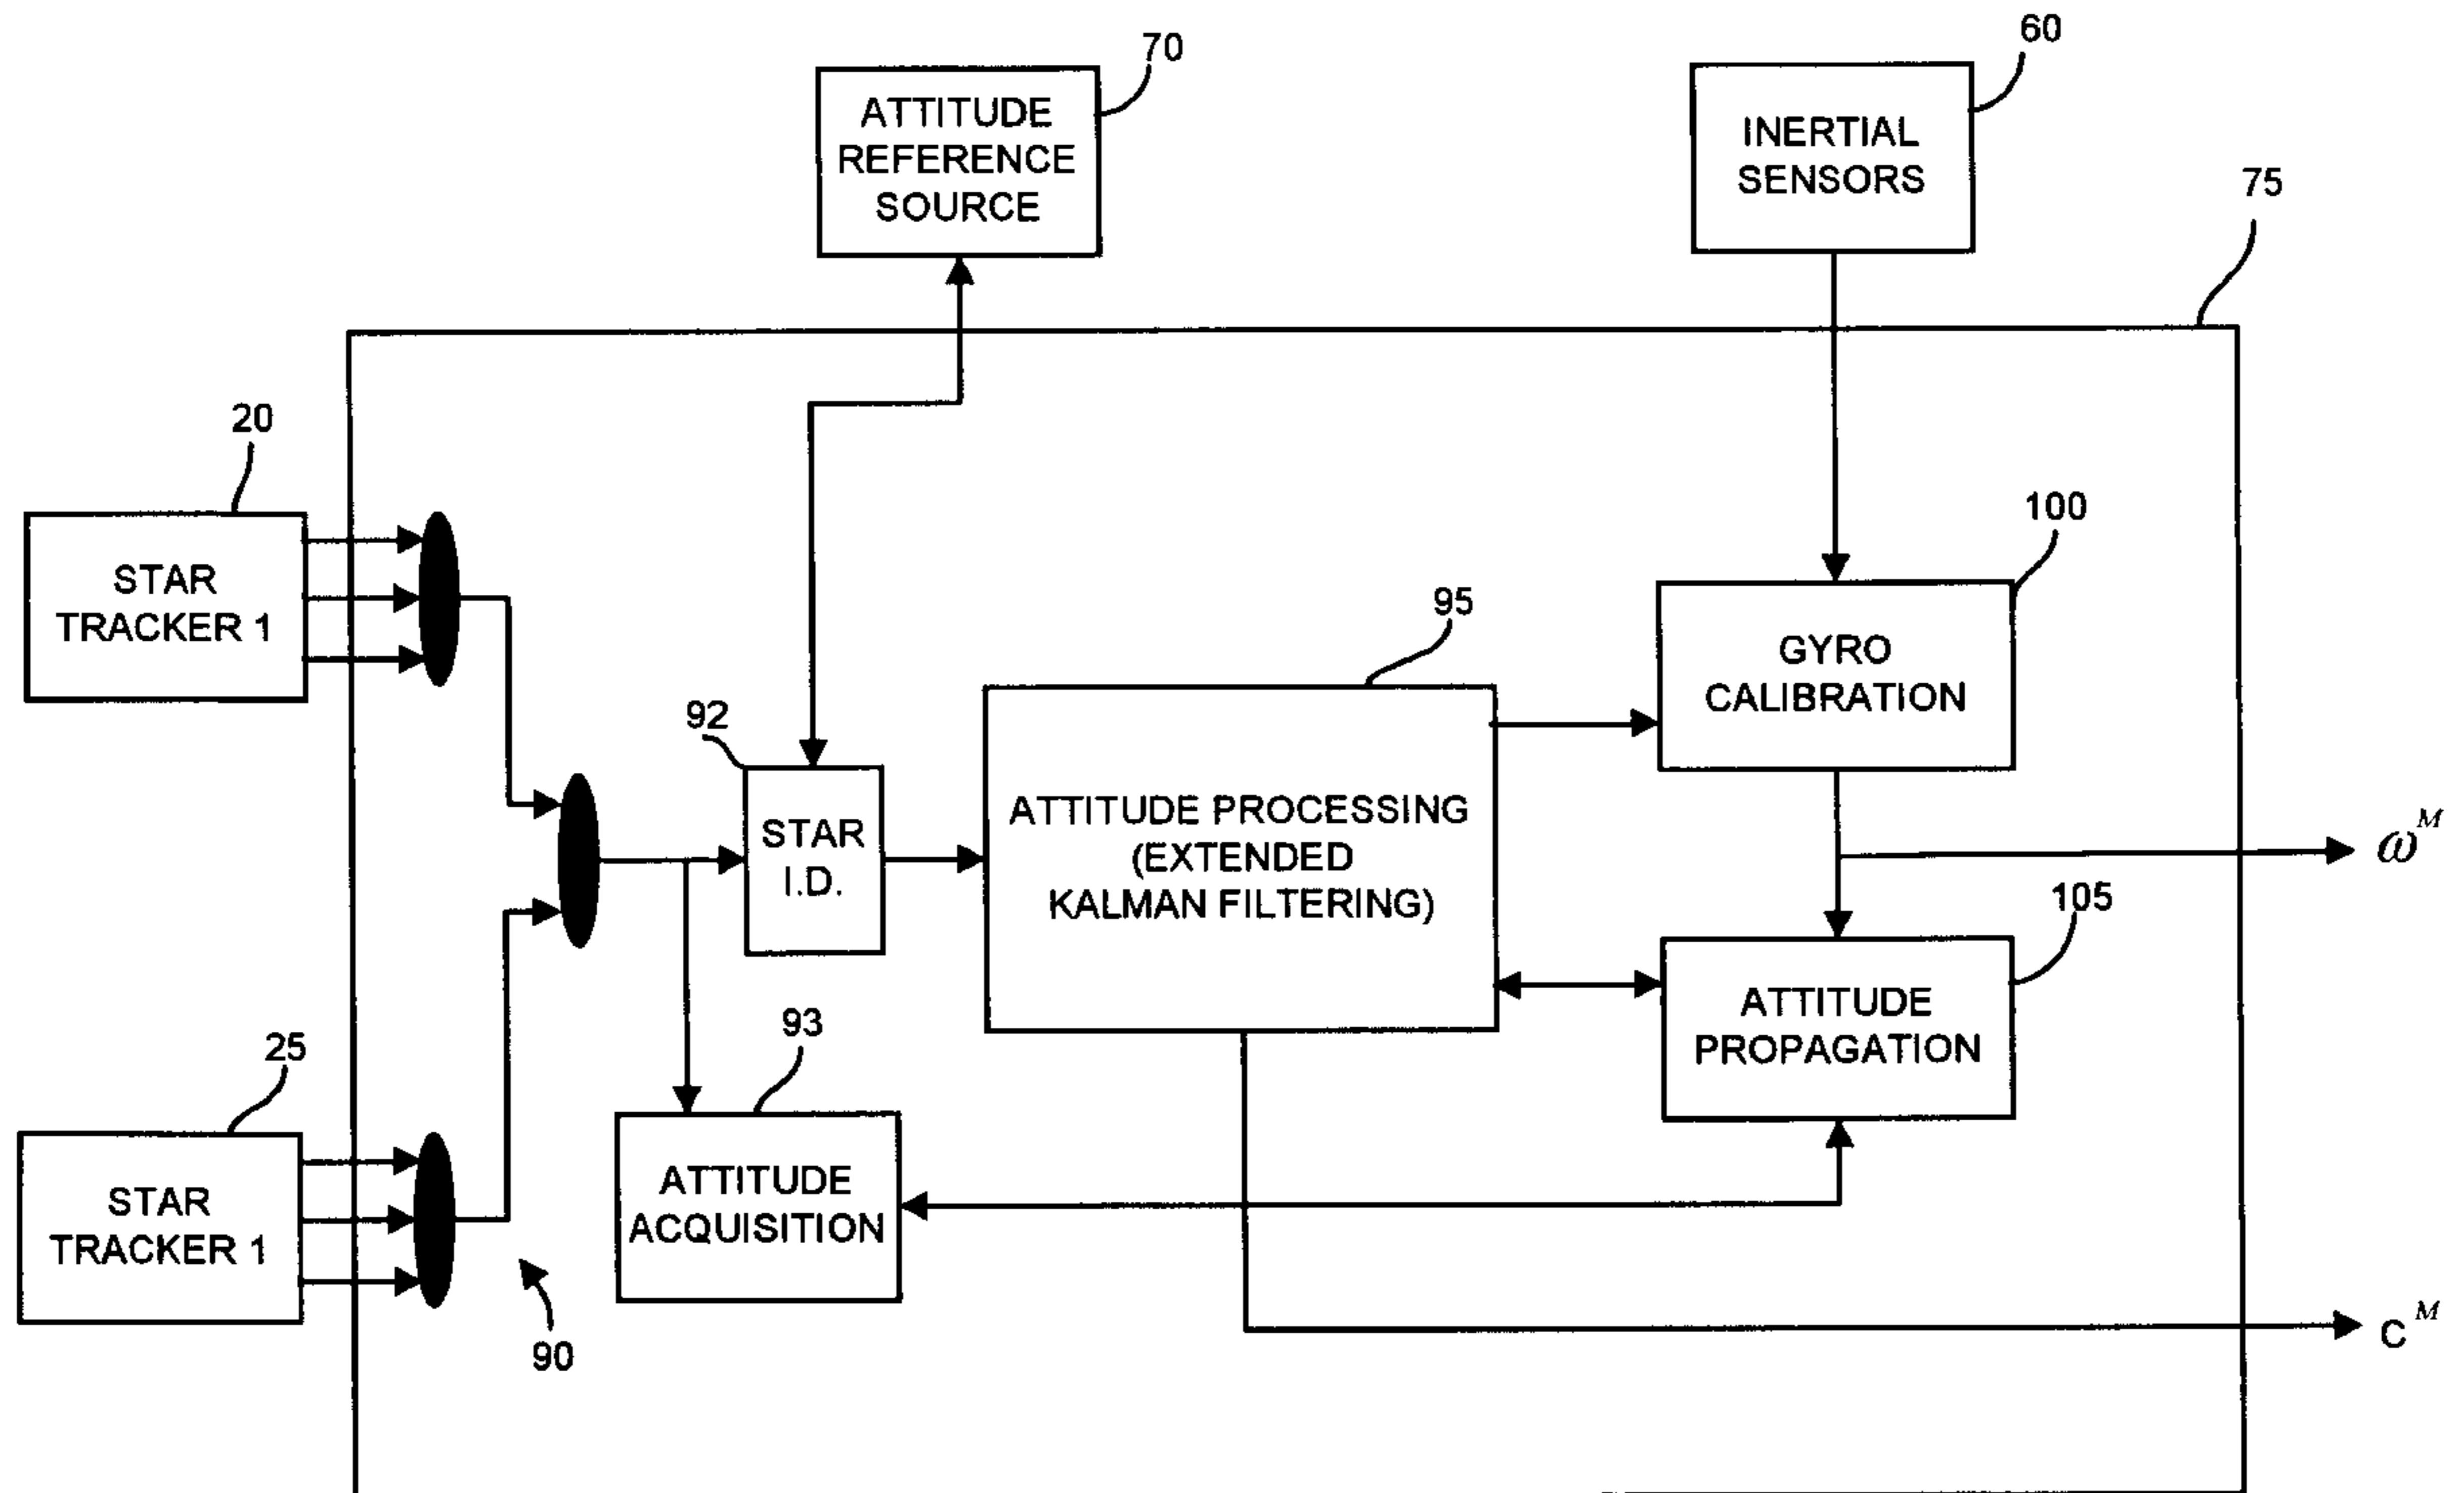 70
ATTITUDE
REFERENCE
SOURCE
60
INERTIAL
SENSORS
75
20
STAR
TRACKER 1
100
GYRO
CALIBRATION
95
ATTITUDE PROCESSING
(EXTENDED
KALMAN FILTERING)
92
STAR
I.D.
ω^M
105
ATTITUDE
PROPAGATION
93
ATTITUDE
ACQUISITION
25
STAR
TRACKER 1
90
C^M